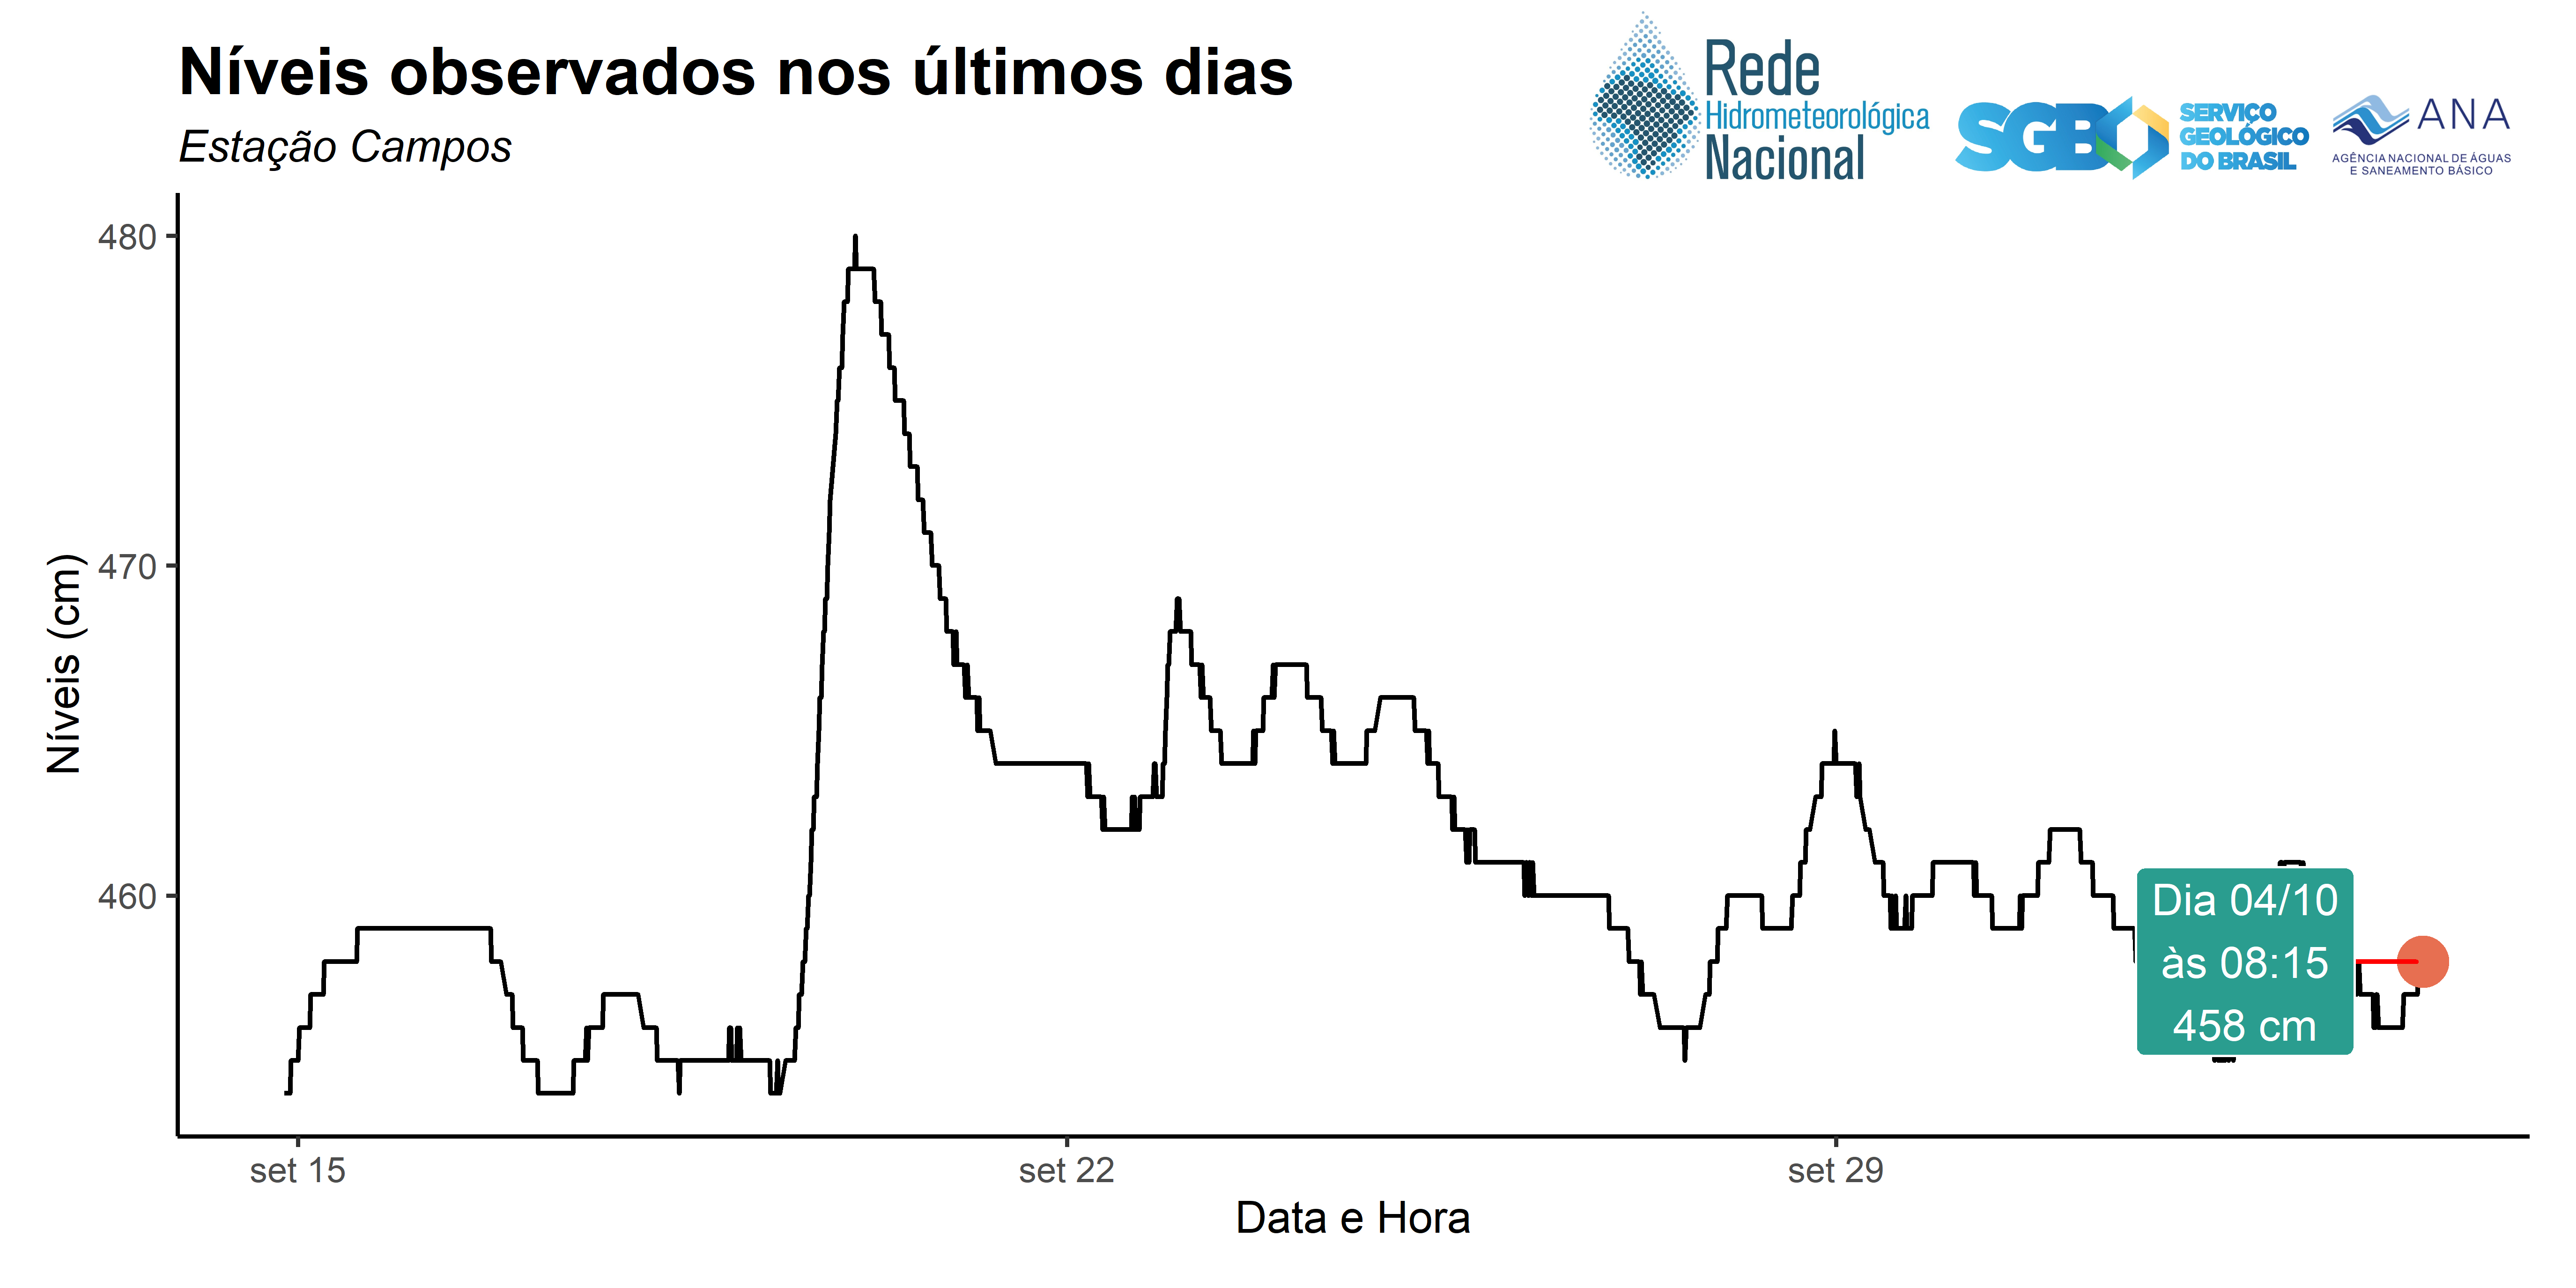 Níveis observados nos últimos dias
Estação Campos
Rede
Hidrometeorológica
Nacional
SGB
SERVIÇO
GEOLÓGICO
DO BRASIL
ANA
AGÊNCIA NACIONAL DE ÁGUAS
E SANEAMENTO BÁSICO
480
470
460
Níveis (cm)
Dia 04/10
às 08:15
458 cm
set 15
set 22
set 29
Data e Hora